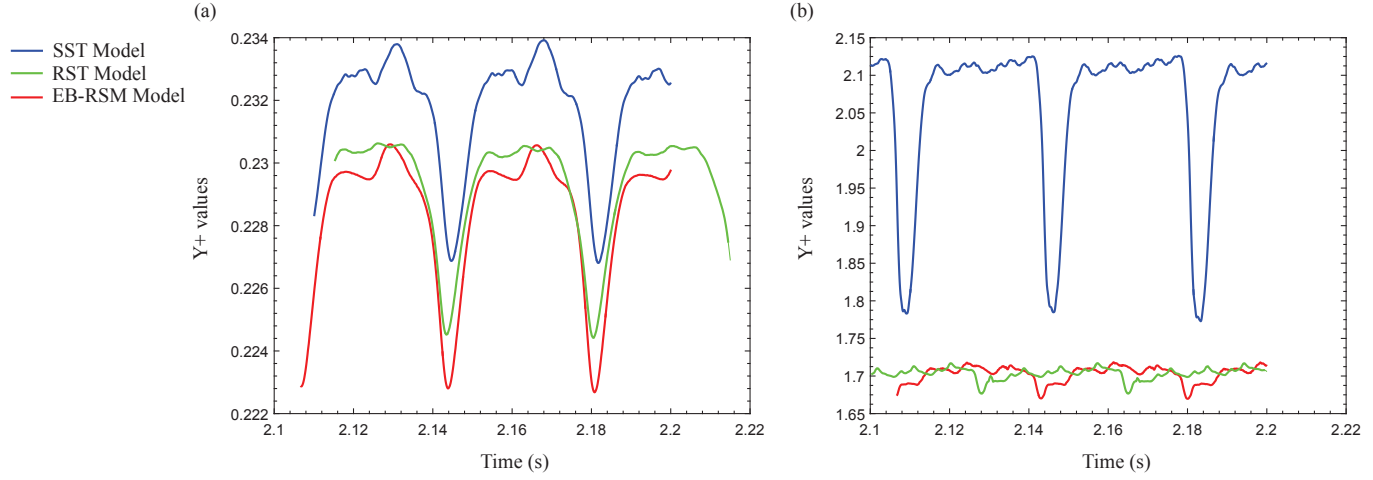 (a)
(b)
SST Model
RST Model
EB-RSM Model
0.234
0.232
0.23
0.228
0.226
0.224
0.222
Y+ values
2.1 2.12 2.14 2.16 2.18 2.2 2.22
Time (s)
2.15
2.1
2.05
2
1.95
1.9
1.85
1.8
1.75
1.7
1.65
Y+ values
2.1 2.12 2.14 2.16 2.18 2.2 2.22
Time (s)